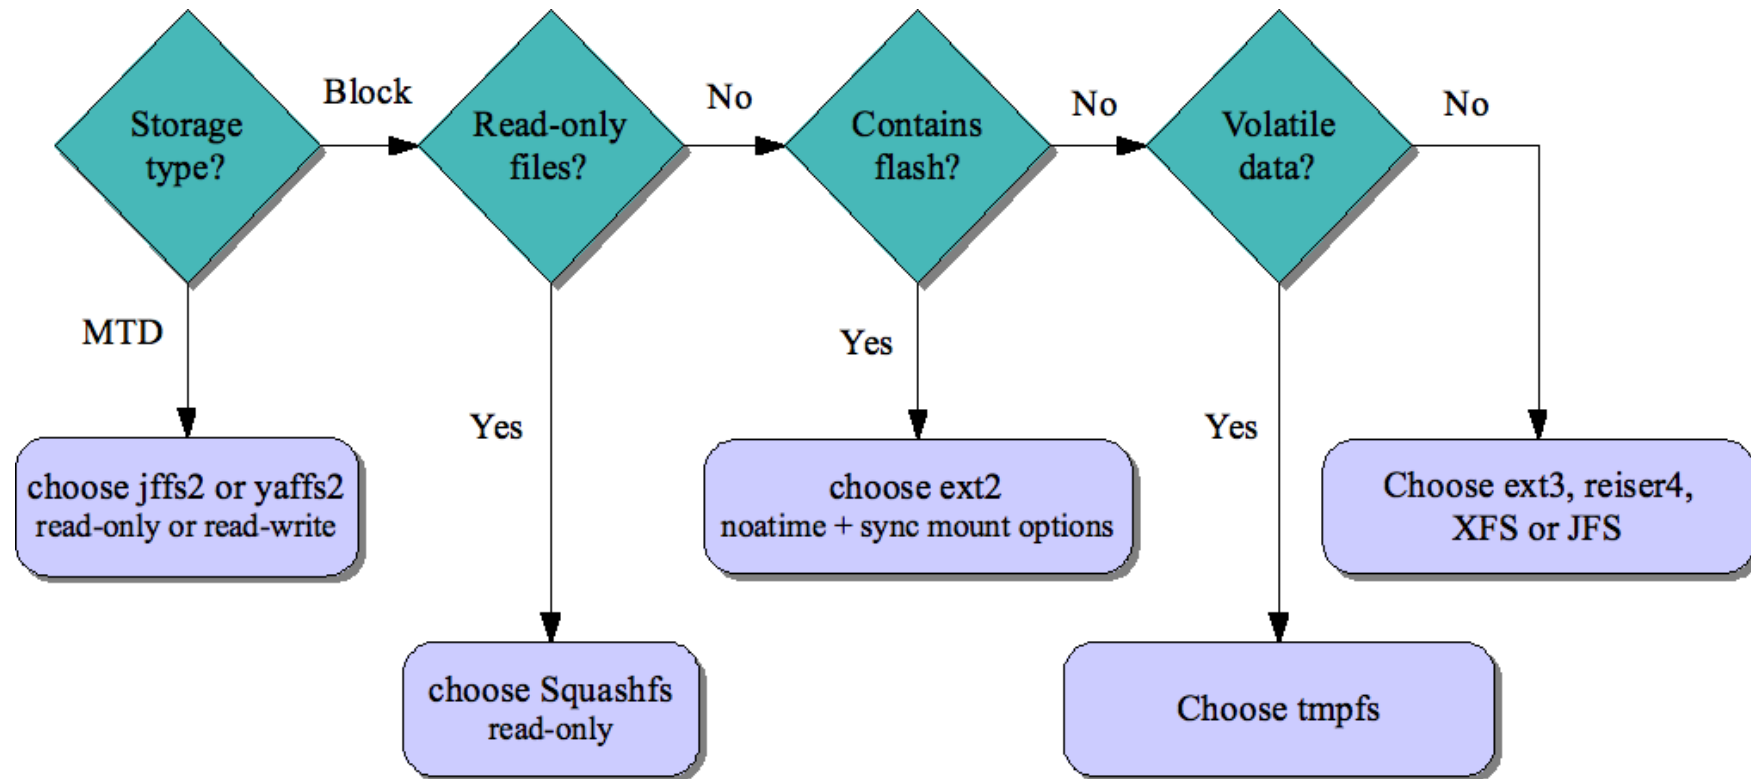 Storage
type?
Block
Read-only
files?
No
Contains
flash?
No
Volatile
data?
No
MTD
Yes
Yes
Yes
choose jffs2 or yaffs2
read-only or read-write
choose ext2
noatime + sync mount options
Choose ext3, reiser4,
XFS or JFS
choose Squashfs
read-only
Choose tmpfs